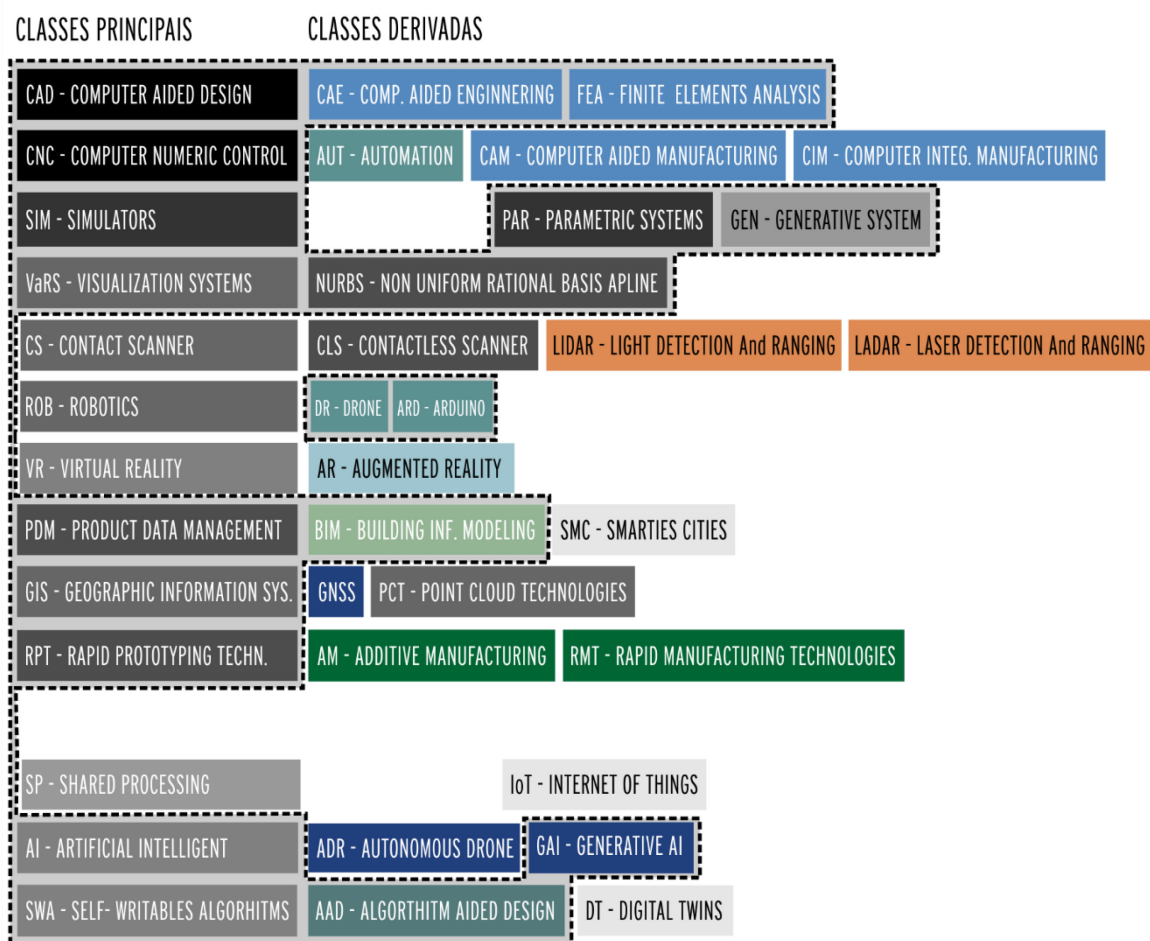 CLASSES PRINCIPAIS CLASSES DERIVADAS
CAD - COMPUTER AIDED DESIGN CAE - COMP. AIDED ENGINNERING FEA - FINITE ELEMENTS ANALYSIS
CNC - COMPUTER NUMERIC CONTROL AUT - AUTOMATION CAM - COMPUTER AIDED MANUFACTURING CIM - COMPUTER INTEG. MANUFACTURING
SIM - SIMULATORS PAR - PARAMETRIC SYSTEMS GEN - GENERATIVE SYSTEM
VaRS - VISUALIZATION SYSTEMS NURBS - NON UNIFORM RATIONAL BASIS APLINE
CS - CONTACT SCANNER CLS - CONTACTLESS SCANNER LIDAR - LIGHT DETECTION And RANGING LADAR - LASER DETECTION And RANGING
ROB - ROBOTICS DR - DRONE ARD - ARDUINO
VR - VIRTUAL REALITY AR - AUGMENTED REALITY
PDM - PRODUCT DATA MANAGEMENT BIM - BUILDING INF. MODELING SMC - SMARTIES CITIES
GIS - GEOGRAPHIC INFORMATION SYS. GNSS PCT - POINT CLOUD TECHNOLOGIES
RPT - RAPID PROTOTYPING TECHN. AM - ADDITIVE MANUFACTURING RMT - RAPID MANUFACTURING TECHNOLOGIES
SP - SHARED PROCESSING IoT - INTERNET OF THINGS
AI - ARTIFICIAL INTELLIGENT ADR - AUTONOMOUS DRONE GAI - GENERATIVE AI
SWA - SELF- WRITABLES ALGORHITMS AAD - ALGORTHITM AIDED DESIGN DT - DIGITAL TWINS